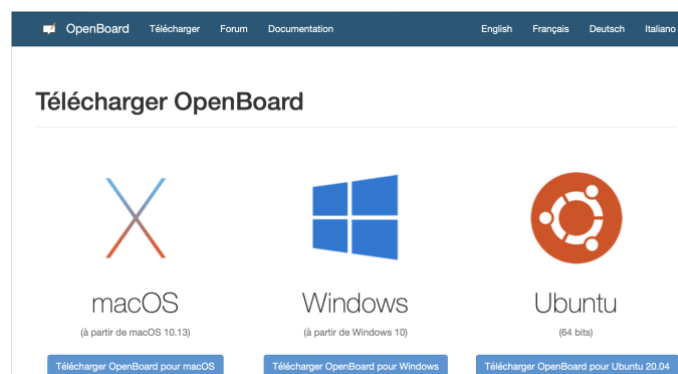 OpenBoard Télécharger Forum Documentation English Français Deutsch Italiano
Télécharger OpenBoard
macOS Windows Ubuntu
(à partir de macOS 10.13) (à partir de Windows 10) (64 bits)
Télécharger OpenBoard pour macOS Télécharger OpenBoard pour Windows Télécharger OpenBoard pour Ubuntu 20.04